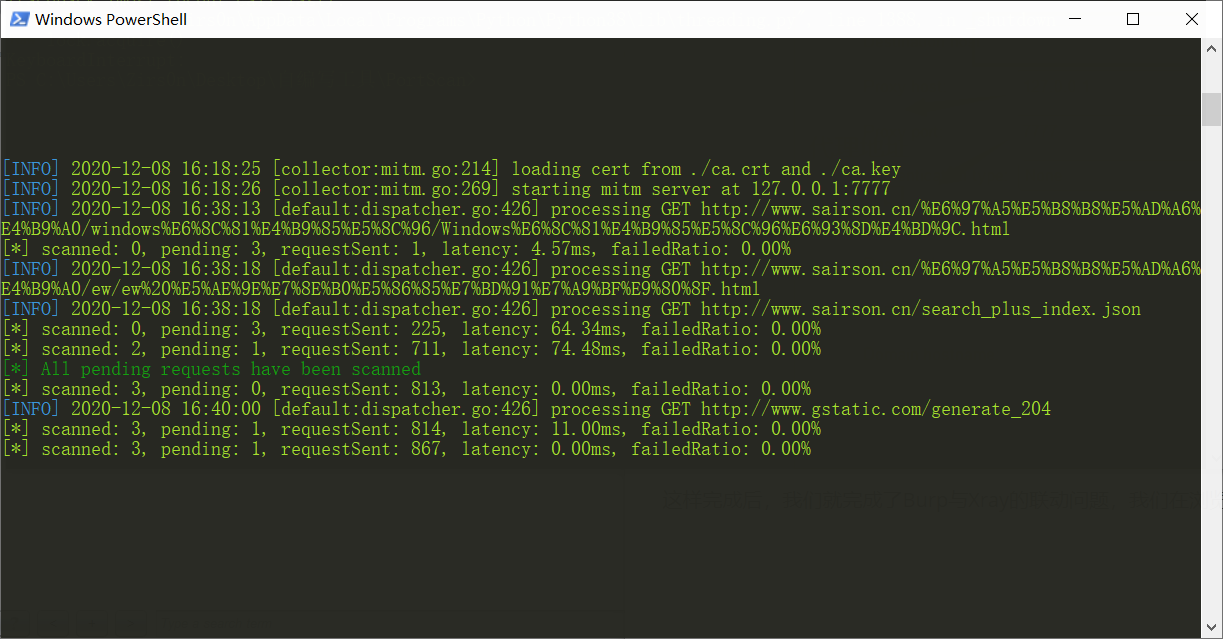 Windows PowerShell
[INFO] 2020-12-08 16:18:25 [collector:mitm.go:214] loading cert from ./ca.crt and ./ca.key
[INFO] 2020-12-08 16:18:26 [collector:mitm.go:269] starting mitm server at 127.0.0.1:7777
[INFO] 2020-12-08 16:38:13 [default:dispatcher.go:426] processing GET http://www.sairson.cn/%E6%97%A5%E5%B8%B8%E5%AD%A6%
E4%B9%A0/windows%E6%8C%81%E4%B9%85%E5%8C%96/Windows%E6%8C%81%E4%B9%85%E5%8C%96%E6%93%8D%E4%BD%9C.html
[*] scanned: 0, pending: 3, requestSent: 1, latency: 4.57ms, failedRatio: 0.00%
[INFO] 2020-12-08 16:38:18 [default:dispatcher.go:426] processing GET http://www.sairson.cn/%E6%97%A5%E5%B8%B8%E5%AD%A6%
E4%B9%A0/ew/ew%20%E5%AE%9E%E7%8E%B0%E5%86%85%E7%BD%91%E7%A9%BF%E9%80%8F.html
[INFO] 2020-12-08 16:38:18 [default:dispatcher.go:426] processing GET http://www.sairson.cn/search_plus_index.json
[*] scanned: 0, pending: 3, requestSent: 225, latency: 64.34ms, failedRatio: 0.00%
[*] scanned: 2, pending: 1, requestSent: 711, latency: 74.48ms, failedRatio: 0.00%
[*] All pending requests have been scanned
[*] scanned: 3, pending: 0, requestSent: 813, latency: 0.00ms, failedRatio: 0.00%
[INFO] 2020-12-08 16:40:00 [default:dispatcher.go:426] processing GET http://www.gstatic.com/generate_204
[*] scanned: 3, pending: 1, requestSent: 814, latency: 11.00ms, failedRatio: 0.00%
[*] scanned: 3, pending: 1, requestSent: 867, latency: 0.00ms, failedRatio: 0.00%